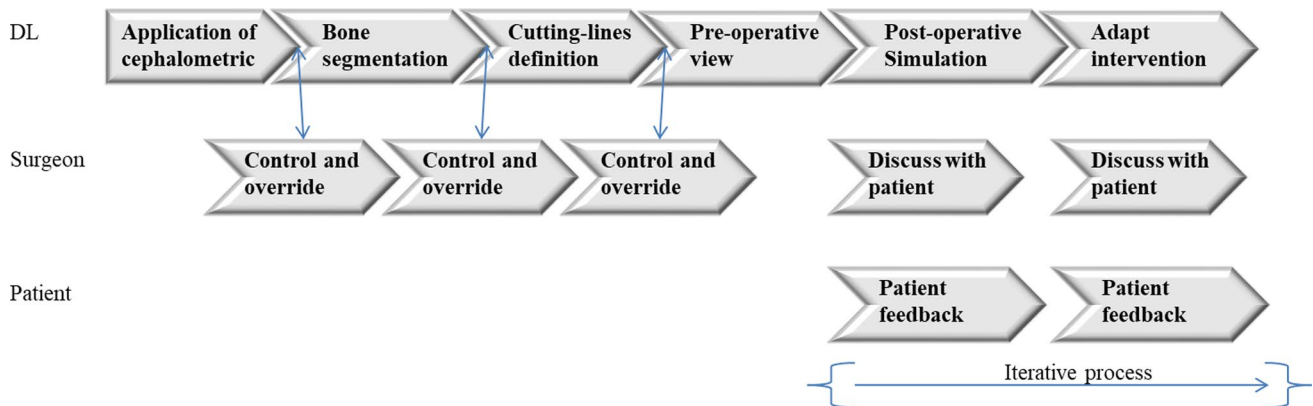 DL
Application of
cephalometric
Bone
segmentation
Cutting-lines
definition
Pre-operative
view
Post-operative
Simulation
Adapt
intervention
Surgeon
Control and
override
Control and
override
Control and
override
Discuss with
patient
Discuss with
patient
Patient
Patient
feedback
Patient
feedback
Iterative process